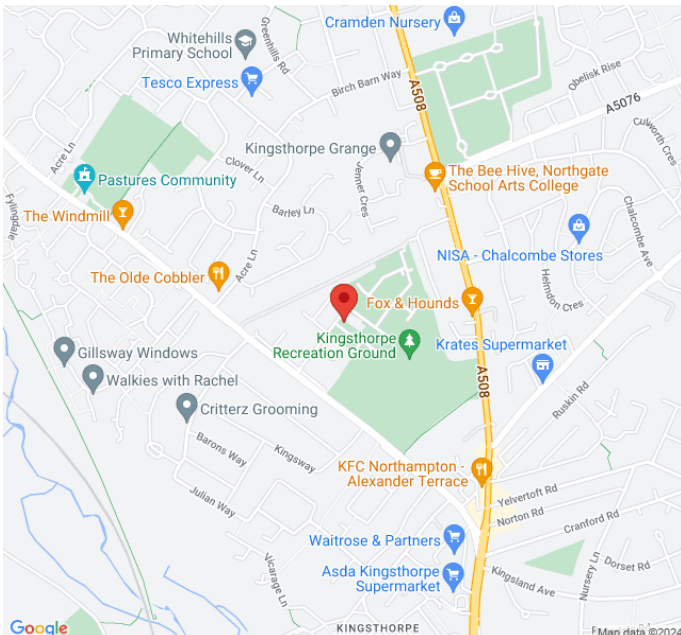 Cramden Nursery
Whitehills
Primary School
Greenhills Rd
Tesco Express
Birch Barn Way
A508
Obelisk Rise
A5076
Culworth Cres
Acre Ln
Kingsthorpe Grange
Clover Ln
Jenner Cres
Pastures Community
The Bee Hive, Northgate
School Arts College
Fylingdale
The Windmill
Barley Ln
Chalcombe Ave
NISA - Chalcombe Stores
Acre Ln
The Olde Cobbler
Helmdon Cres
Fox & Hounds
Kingsthorpe
Recreation Ground
Krates Supermarket
Gillsway Windows
A508
Walkies with Rachel
Ruskin Rd
Critterz Grooming
Barons Way
Kingsway
KFC Northampton -
Alexander Terrace
Julian Way
Yelvertoft Rd
Norton Rd
Cranford Rd
Waitrose & Partners
Asda Kingsthorpe
Supermarket
Vicarage Ln
Kingsland Ave
Nursery Ln
Dorset Rd
KINGSTHORPE
Google
Map data ©2024